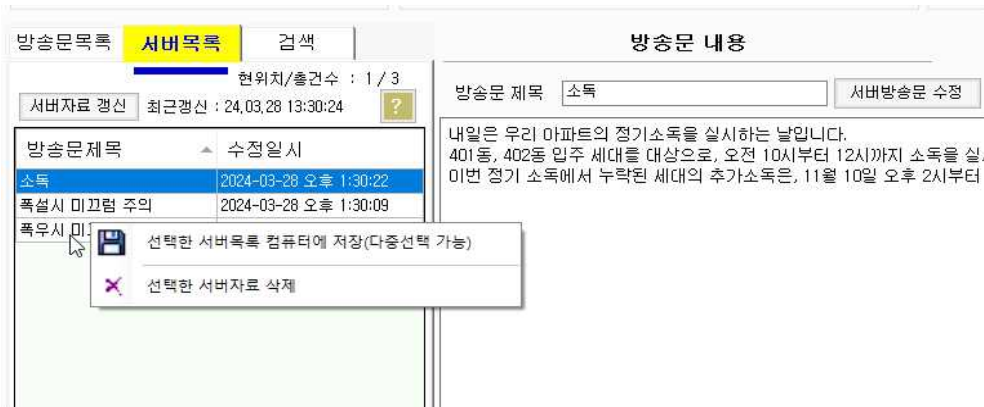 방송문목록 서버목록 검색
현위치/총건수 : 1 / 3
서버자료 갱신 최근갱신 : 24,03,28 13:30:24 ?
방송문제목 수정일시
소독 2024-03-28 오후 1:30:22
폭설시 미끄럼 주의 2024-03-28 오후 1:30:09
폭우시
선택한 서버목록 컴퓨터에 저장(다중선택 가능)
선택한 서버자료 삭제
방송문 내용
방송문 제목 소독 서버방송문 수정
내일은 우리 아파트의 정기소독을 실시하는 날입니다.
401동, 402동 입주 세대를 대상으로, 오전 10시부터 12시까지 소독을
이번 정기 소독에서 누락된 세대의 추가소독은, 11월 10일 오후 2시부터